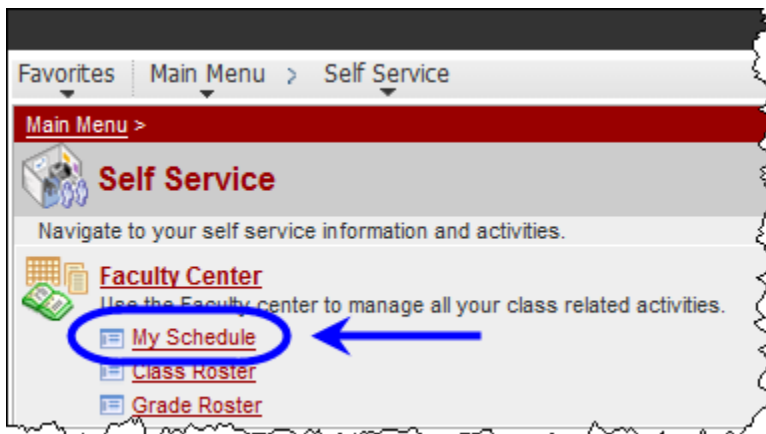 Favorites Main Menu > Self Service
Main Menu >
Self Service
Navigate to your self service information and activities.
Faculty Center
Use the Faculty center to manage all your class related activities.
My Schedule
Class Roster
Grade Roster